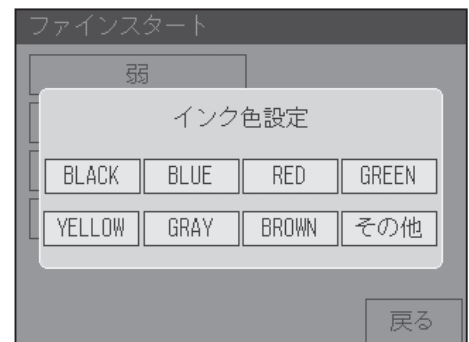 ファインスタート
弱
インク色設定
BLACK BLUE RED GREEN
YELLOW GRAY BROWN その他
戻る